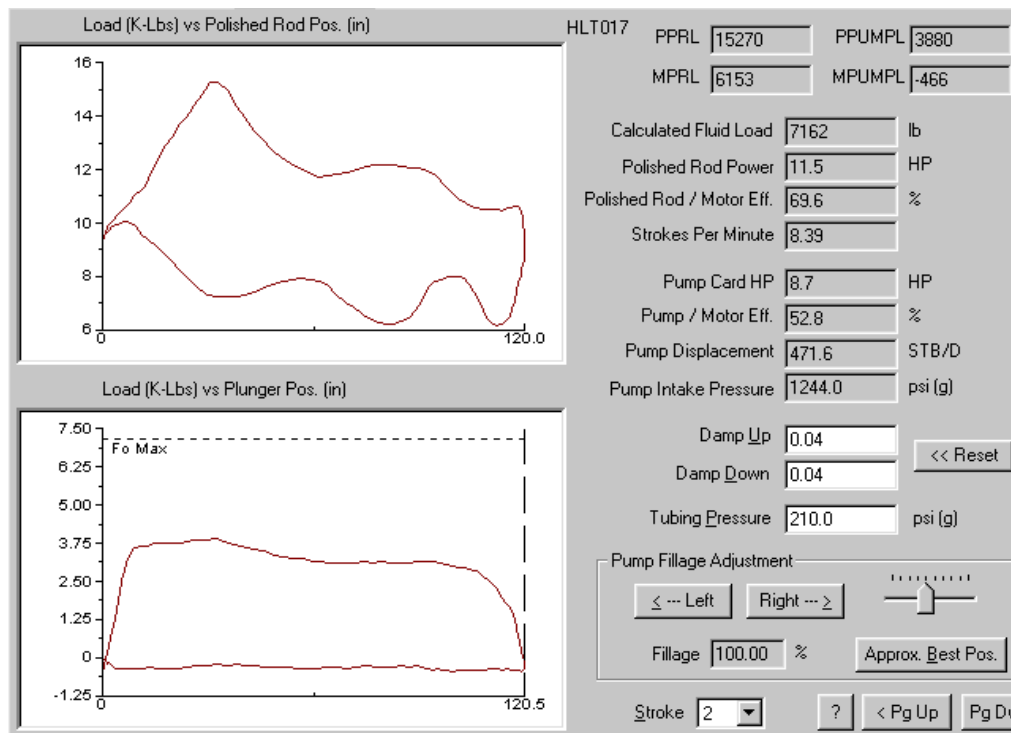 Load (K-Lbs) vs Polished Rod Pos. (in)
16
14
12
10
8
6
0
120.0
Load (K-Lbs) vs Plunger Pos. (in)
7.50
Fo Max
6.25
5.00
3.75
2.50
1.25
0
-1.25
0
120.5
HLT017
PPRL 15270 PPUMPL 3880
MPRL 6153 MPUMPL -466
Calculated Fluid Load 7162 lb
Polished Rod Power 11.5 HP
Polished Rod / Motor Eff. 69.6 %
Strokes Per Minute 8.39
Pump Card HP 8.7 HP
Pump / Motor Eff. 52.8 %
Pump Displacement 471.6 STB/D
Pump Intake Pressure 1244.0 psi (g)
Damp Up 0.04
<< Reset
Damp Down 0.04
Tubing Pressure 210.0 psi (g)
Pump Fillage Adjustment
< --- Left Right --- >
Fillage 100.00 % Approx. Best Pos.
Stroke 2 ? < Pg Up Pg D